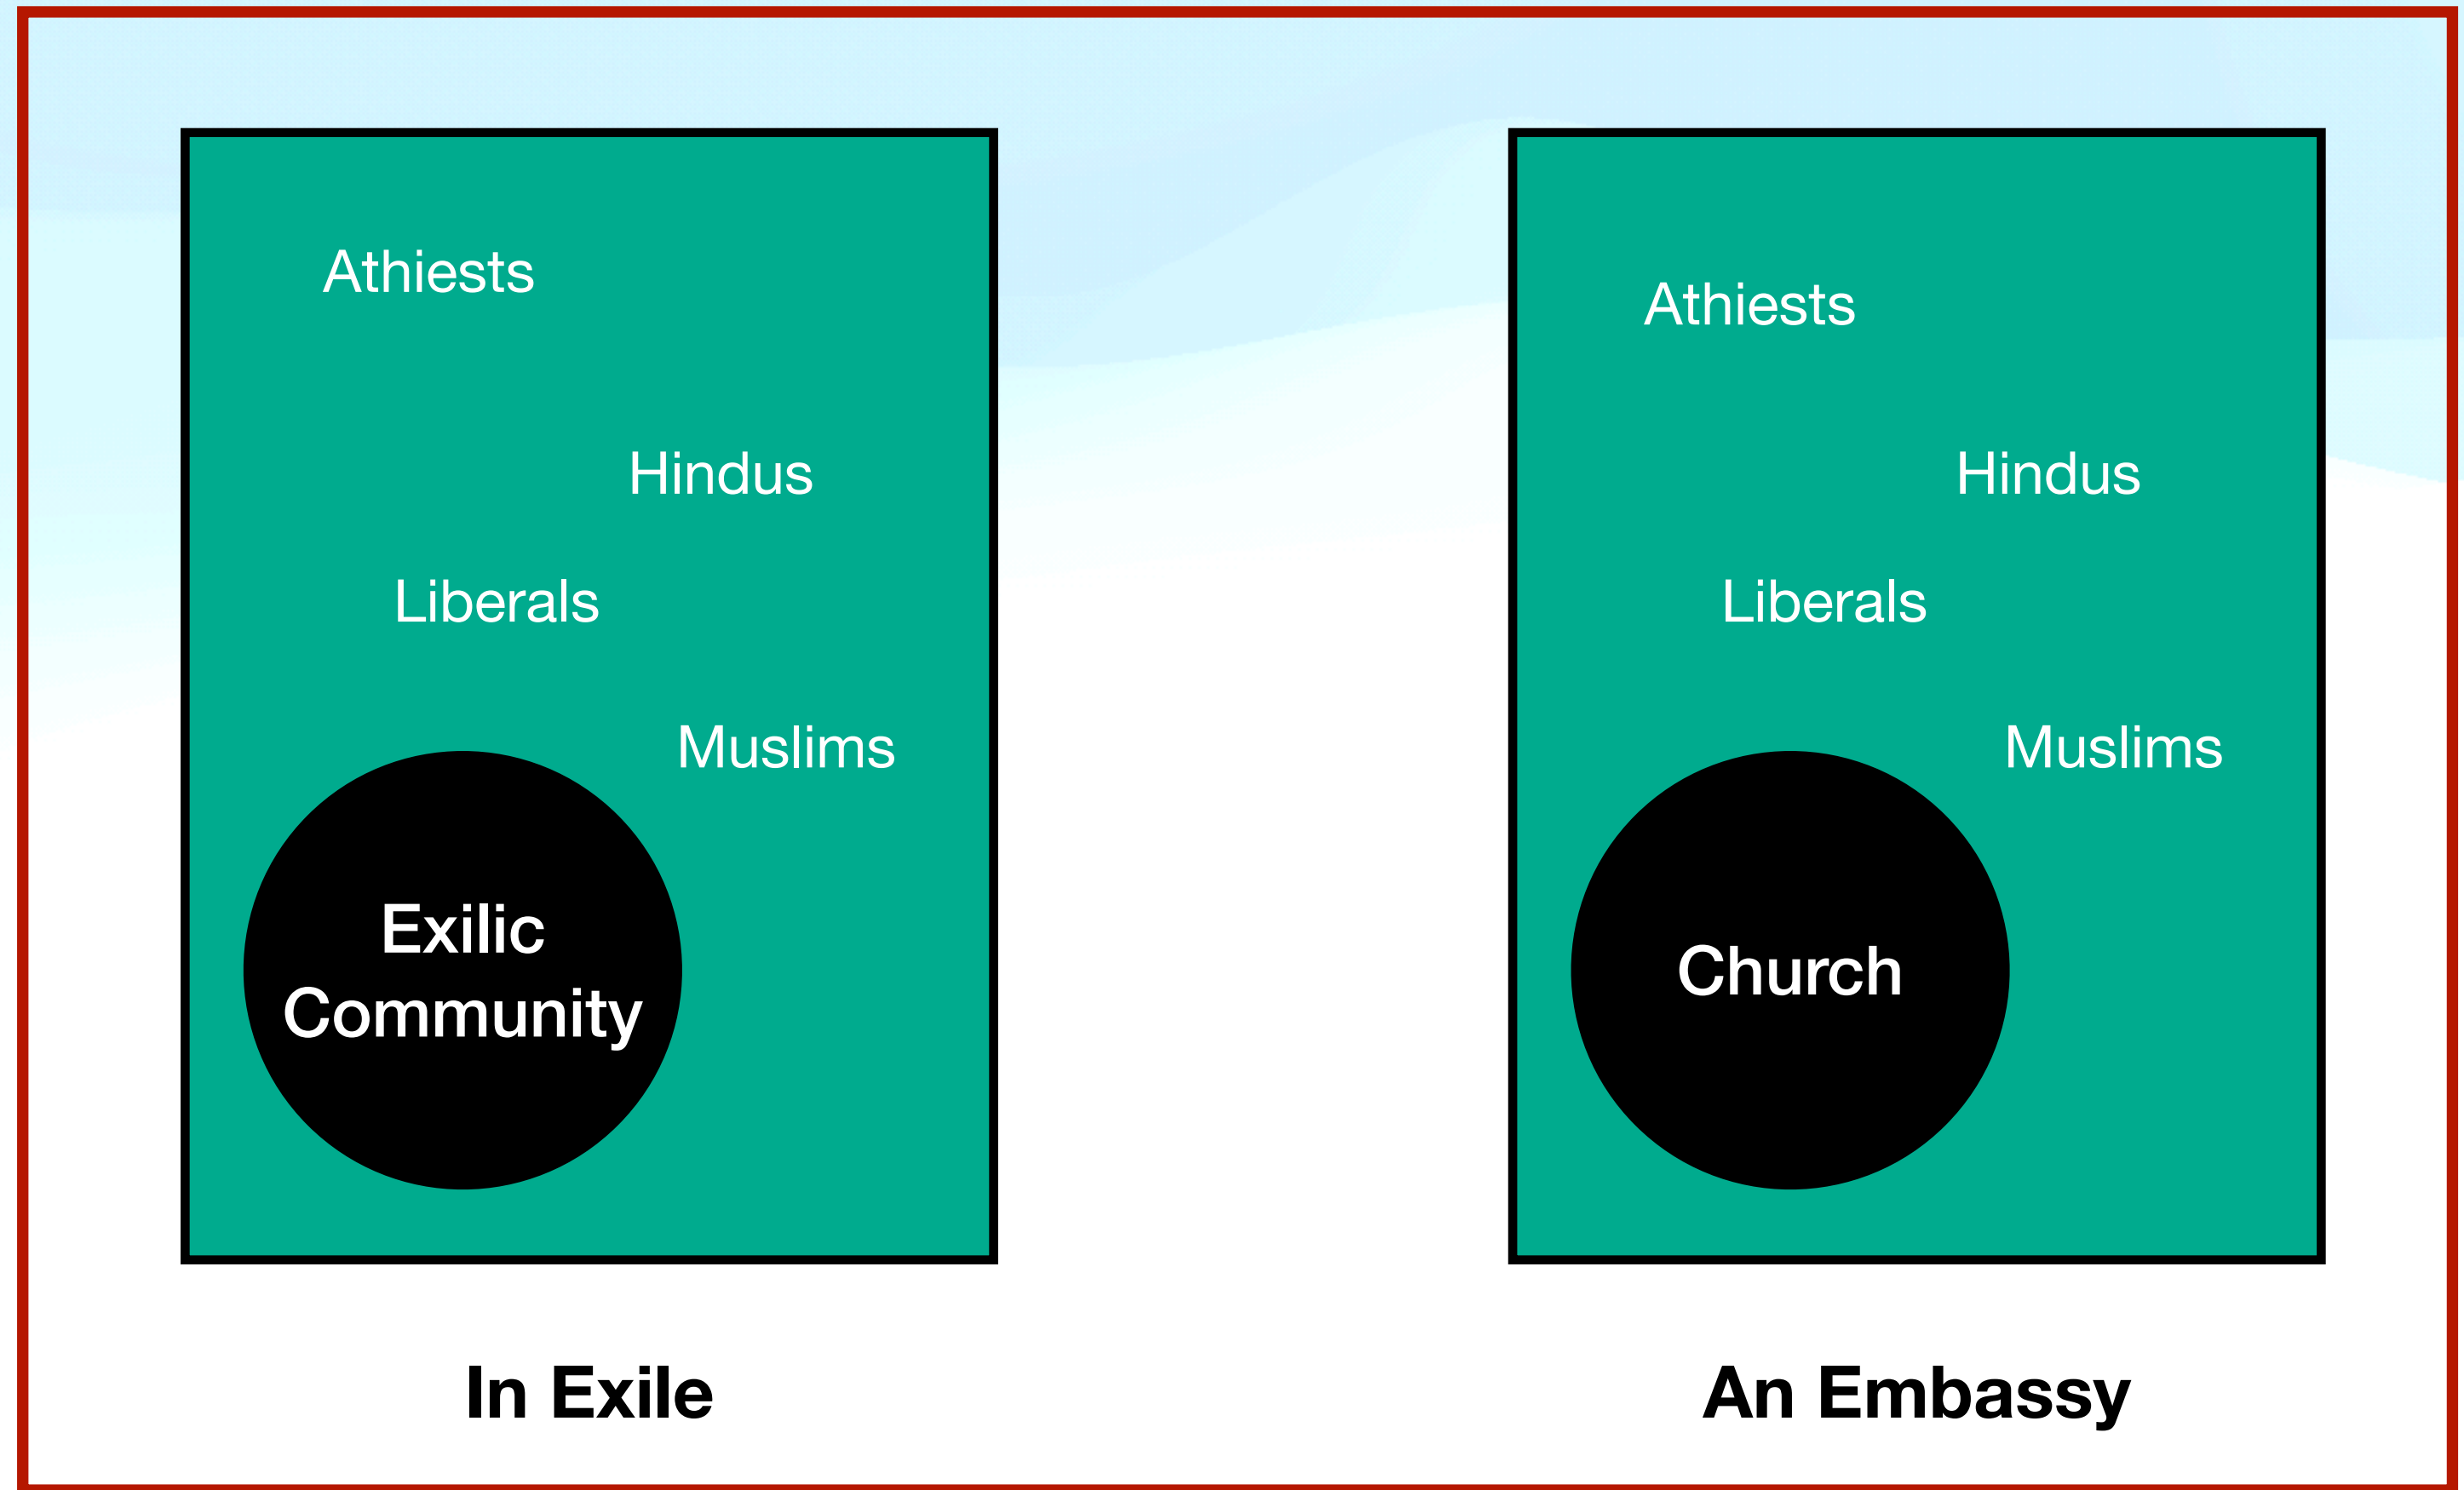 Athiests
Hindus
Liberals
Muslims
Exilic
Community
In Exile
Athiests
Hindus
Liberals
Muslims
Church
An Embassy